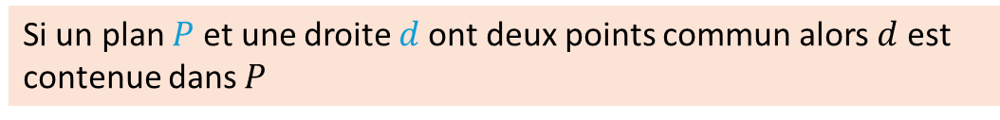 Si un plan P et une droite d ont deux points commun alors d est
contenue dans P